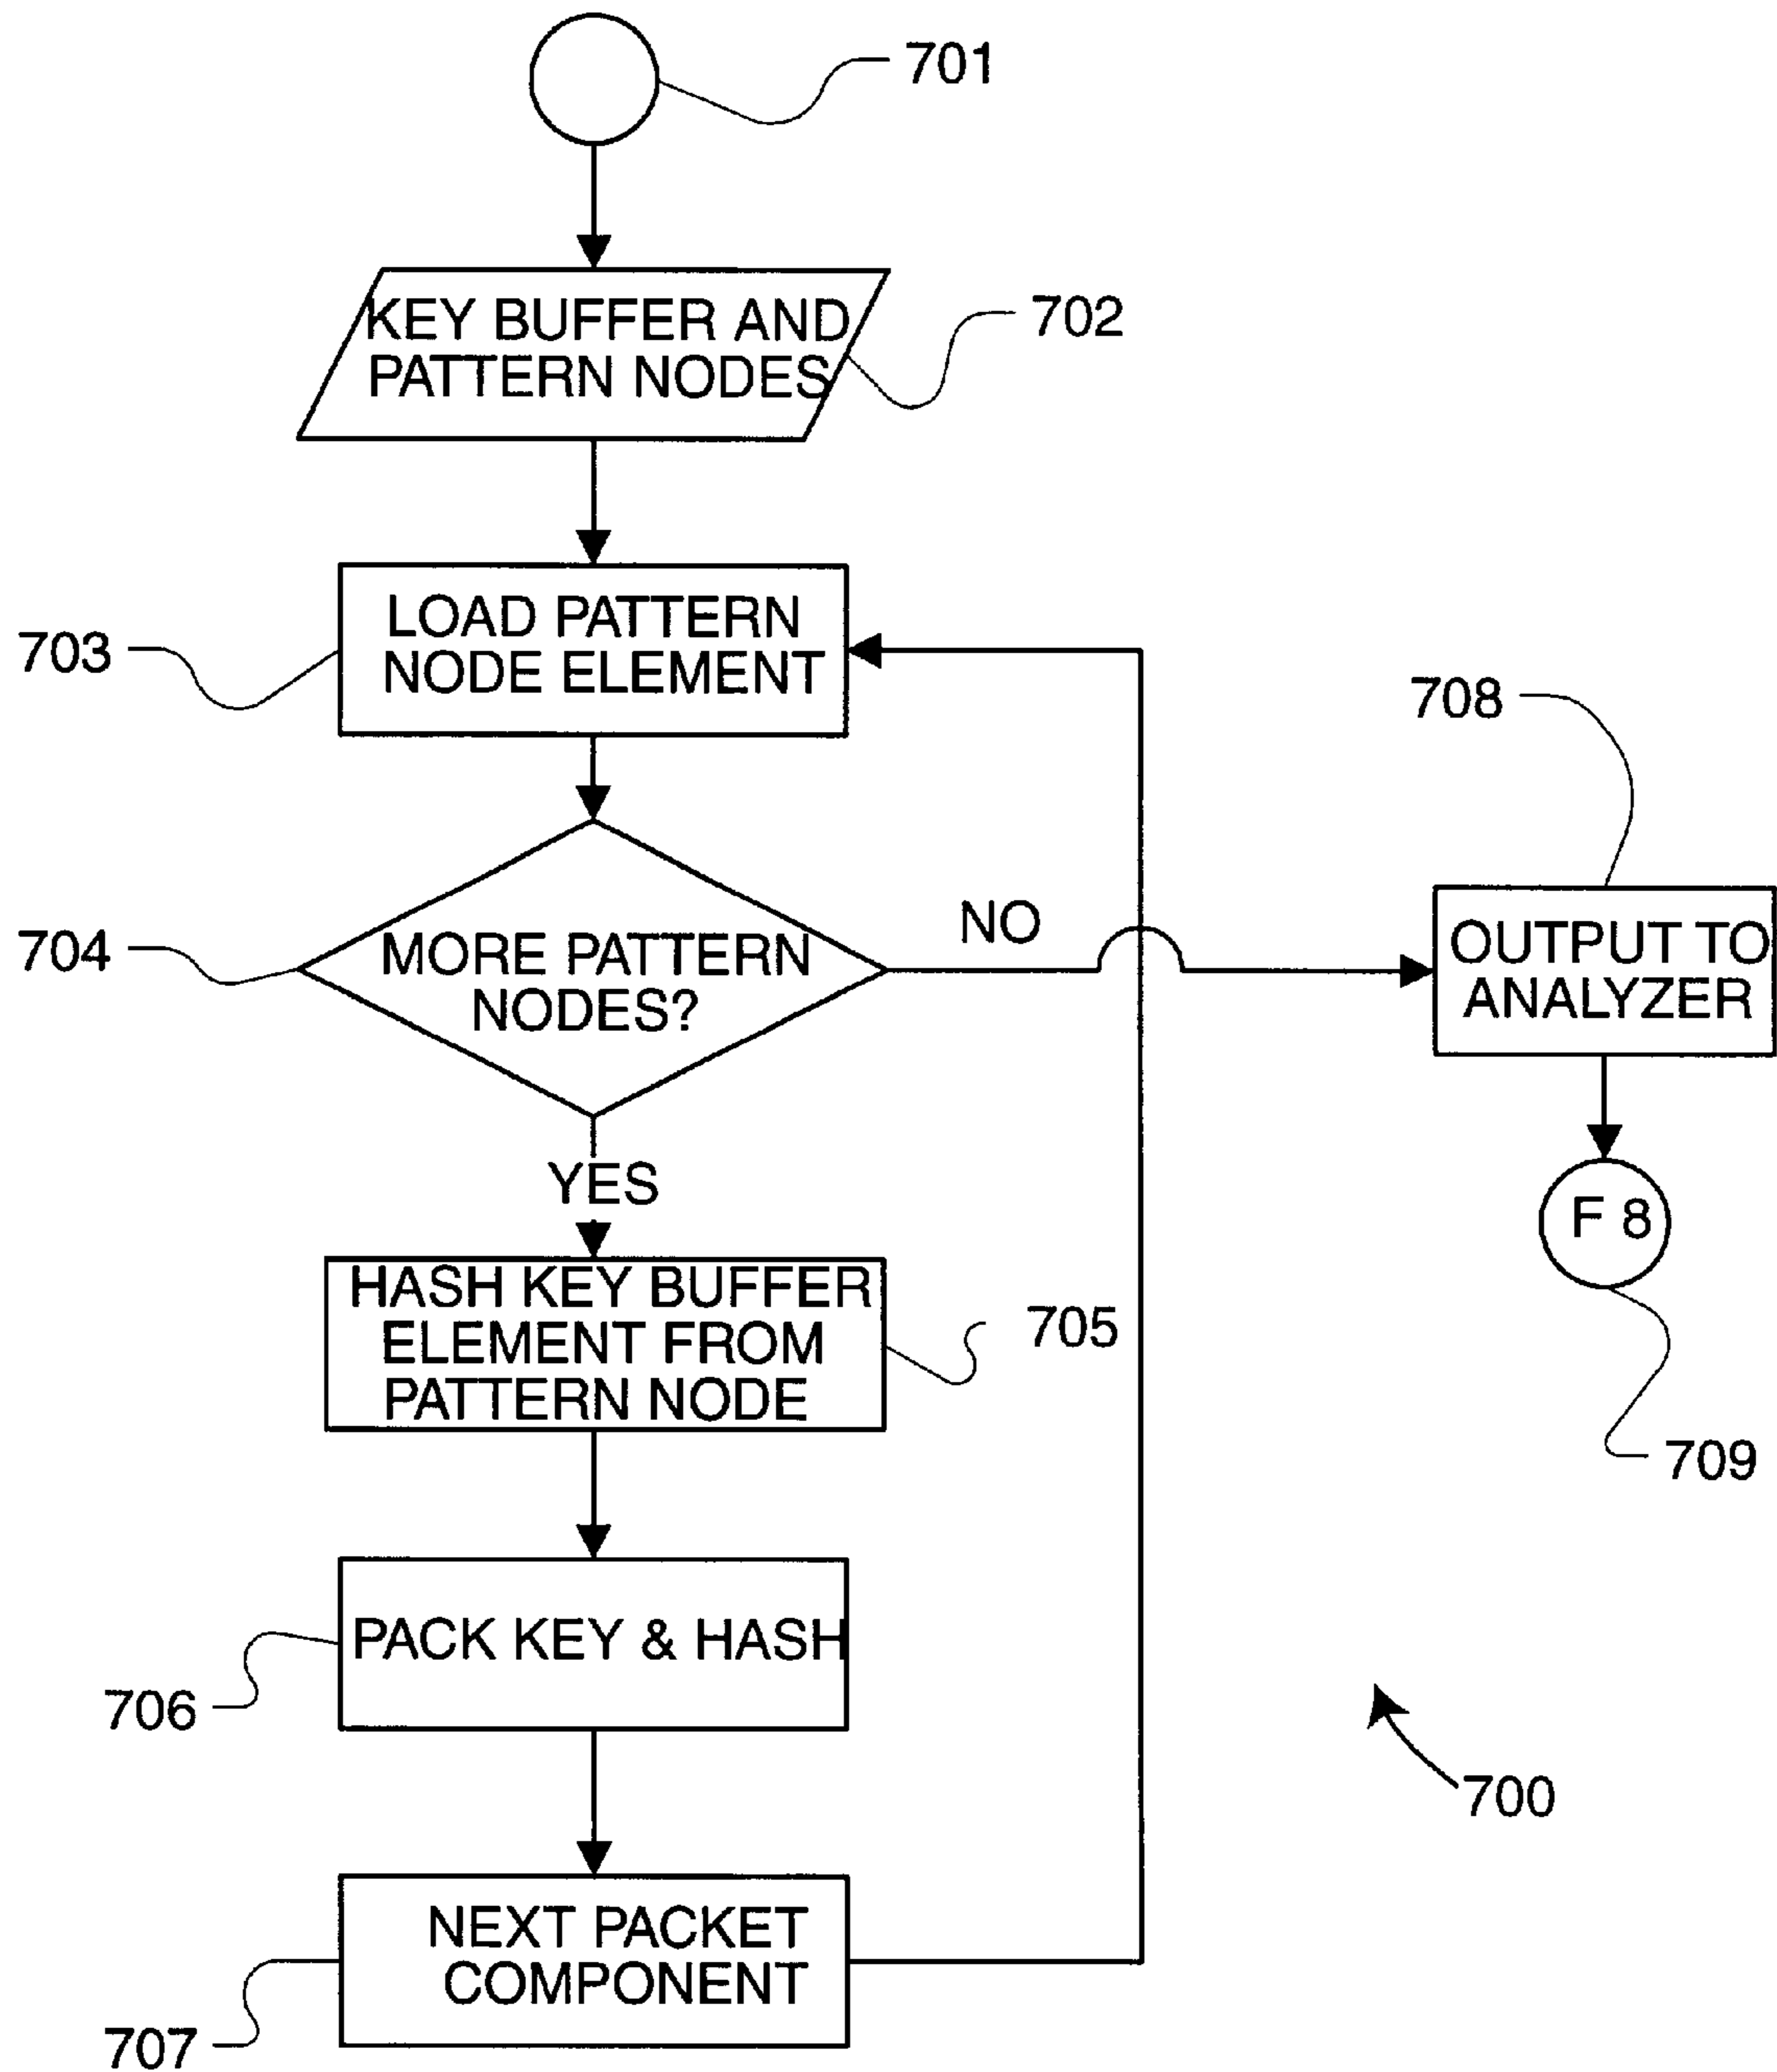 701
KEY BUFFER AND
PATTERN NODES
702
LOAD PATTERN
NODE ELEMENT
703
708
MORE PATTERN
NODES?
704
NO
OUTPUT TO
ANALYZER
YES
F 8
HASH KEY BUFFER
ELEMENT FROM
PATTERN NODE
705
709
PACK KEY & HASH
706
700
NEXT PACKET
COMPONENT
707